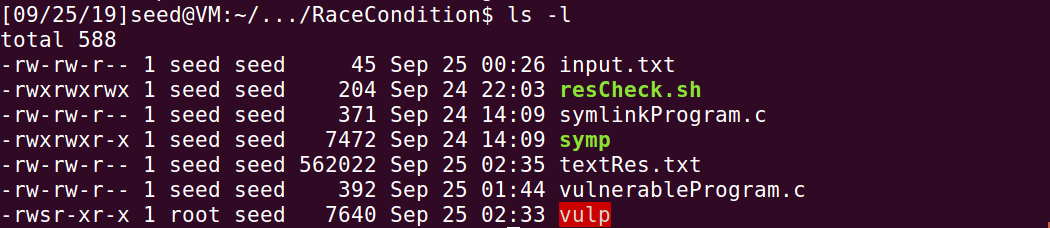 [09/25/19]seed@VM:~/.../RaceCondition$ ls -l
total 588
-rw-rw-r-- 1 seed seed     45 Sep 25 00:26 input.txt
-rwxrwxrwx 1 seed seed    204 Sep 24 22:03 resCheck.sh
-rw-rw-r-- 1 seed seed    371 Sep 24 14:09 symlinkProgram.c
-rwxrwxr-x 1 seed seed   7472 Sep 24 14:09 symp
-rw-rw-r-- 1 seed seed 562022 Sep 25 02:35 textRes.txt
-rw-rw-r-- 1 seed seed    392 Sep 25 01:44 vulnerableProgram.c
-rwsr-xr-x 1 root seed   7640 Sep 25 02:33 vulp